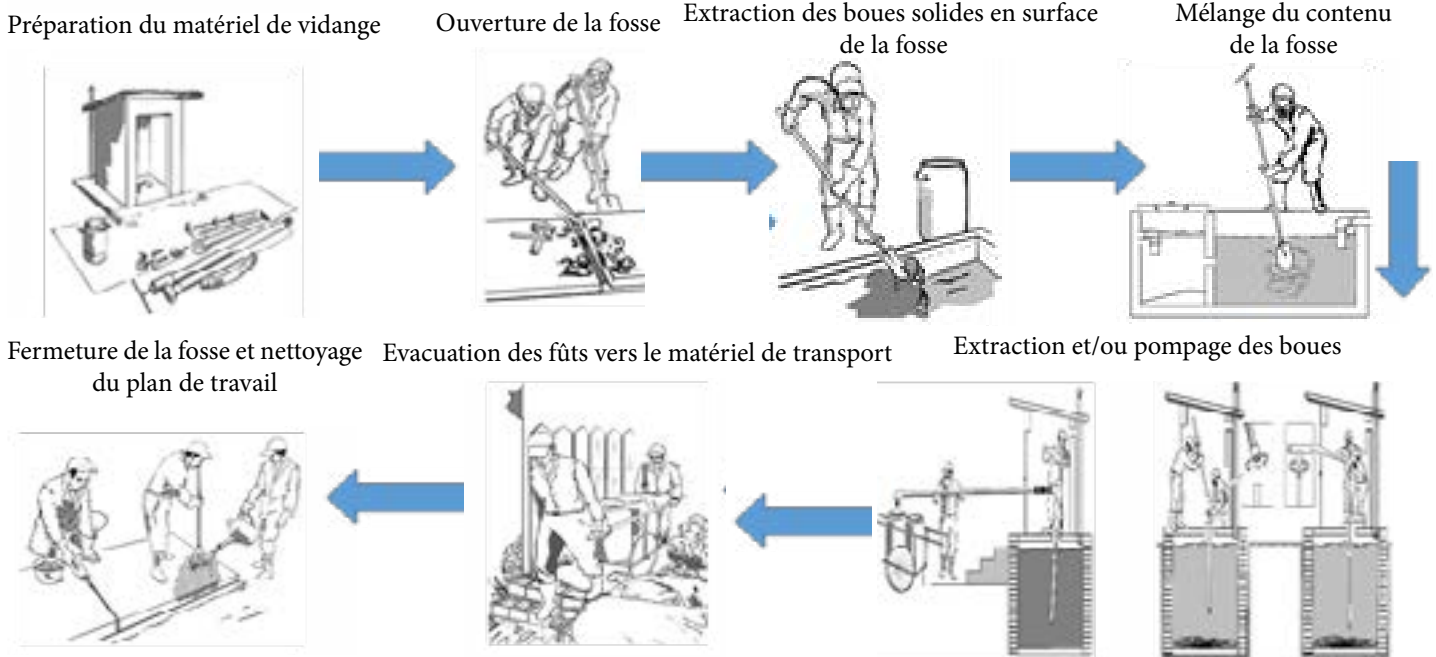 Préparation du matériel de vidange
Ouverture de la fosse
Extraction des boues solides en surface
de la fosse
Mélange du contenu
de la fosse
Extraction et/ou pompage des boues
Evacuation des fûts vers le matériel de transport
Fermeture de la fosse et nettoyage
du plan de travail